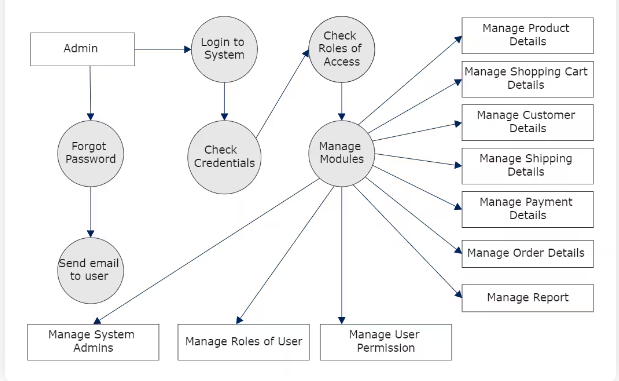 Admin
Login to
System
Check
Roles of
Access
Manage Product
Details
Manage Shopping Cart
Details
Manage Customer
Details
Forgot
Password
Check
Credentials
Manage
Modules
Manage Shipping
Details
Manage Payment
Details
Manage Order Details
Send email
to user
Manage Report
Manage System
Admins
Manage Roles of User
Manage User
Permission